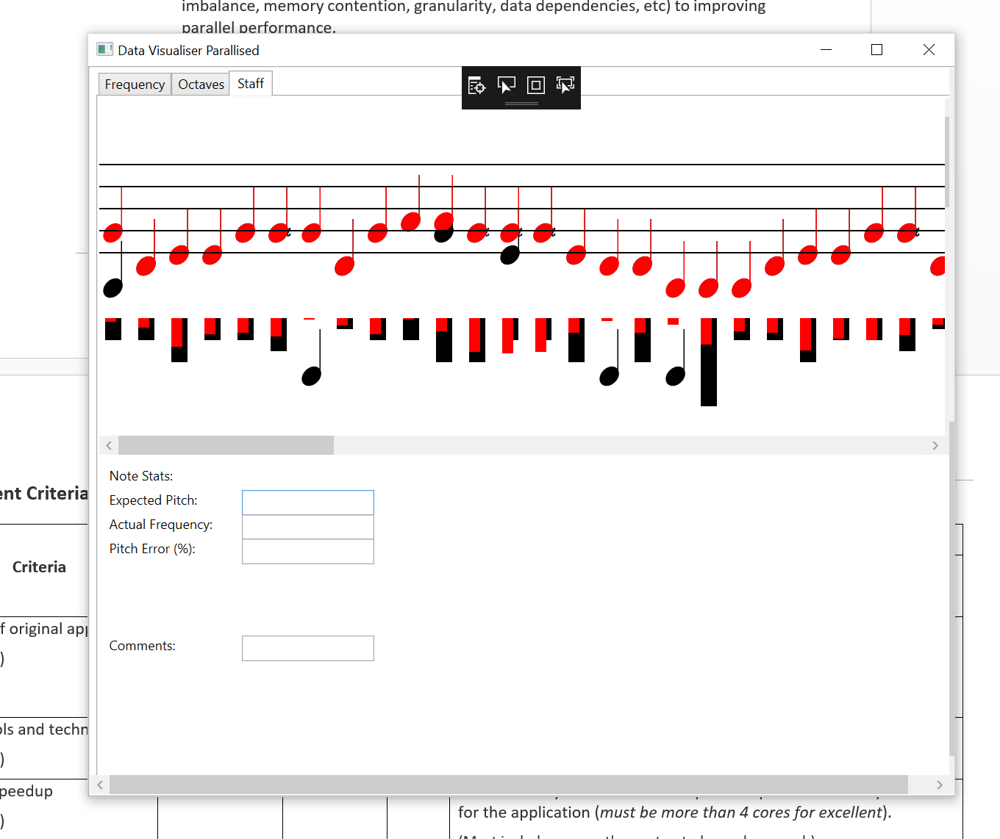 imbalance, memory contention, granularity, data dependencies, etc) to improving
parallel performance.
Data Visualiser Parallised
Frequency Octaves Staff
Note Stats:
Expected Pitch:
Actual Frequency:
Pitch Error (%):
Comments:
ent Criteria
Criteria
f original app
)
ols and techn
)
peedup
)
for the application (must be more than 4 cores for excellent).